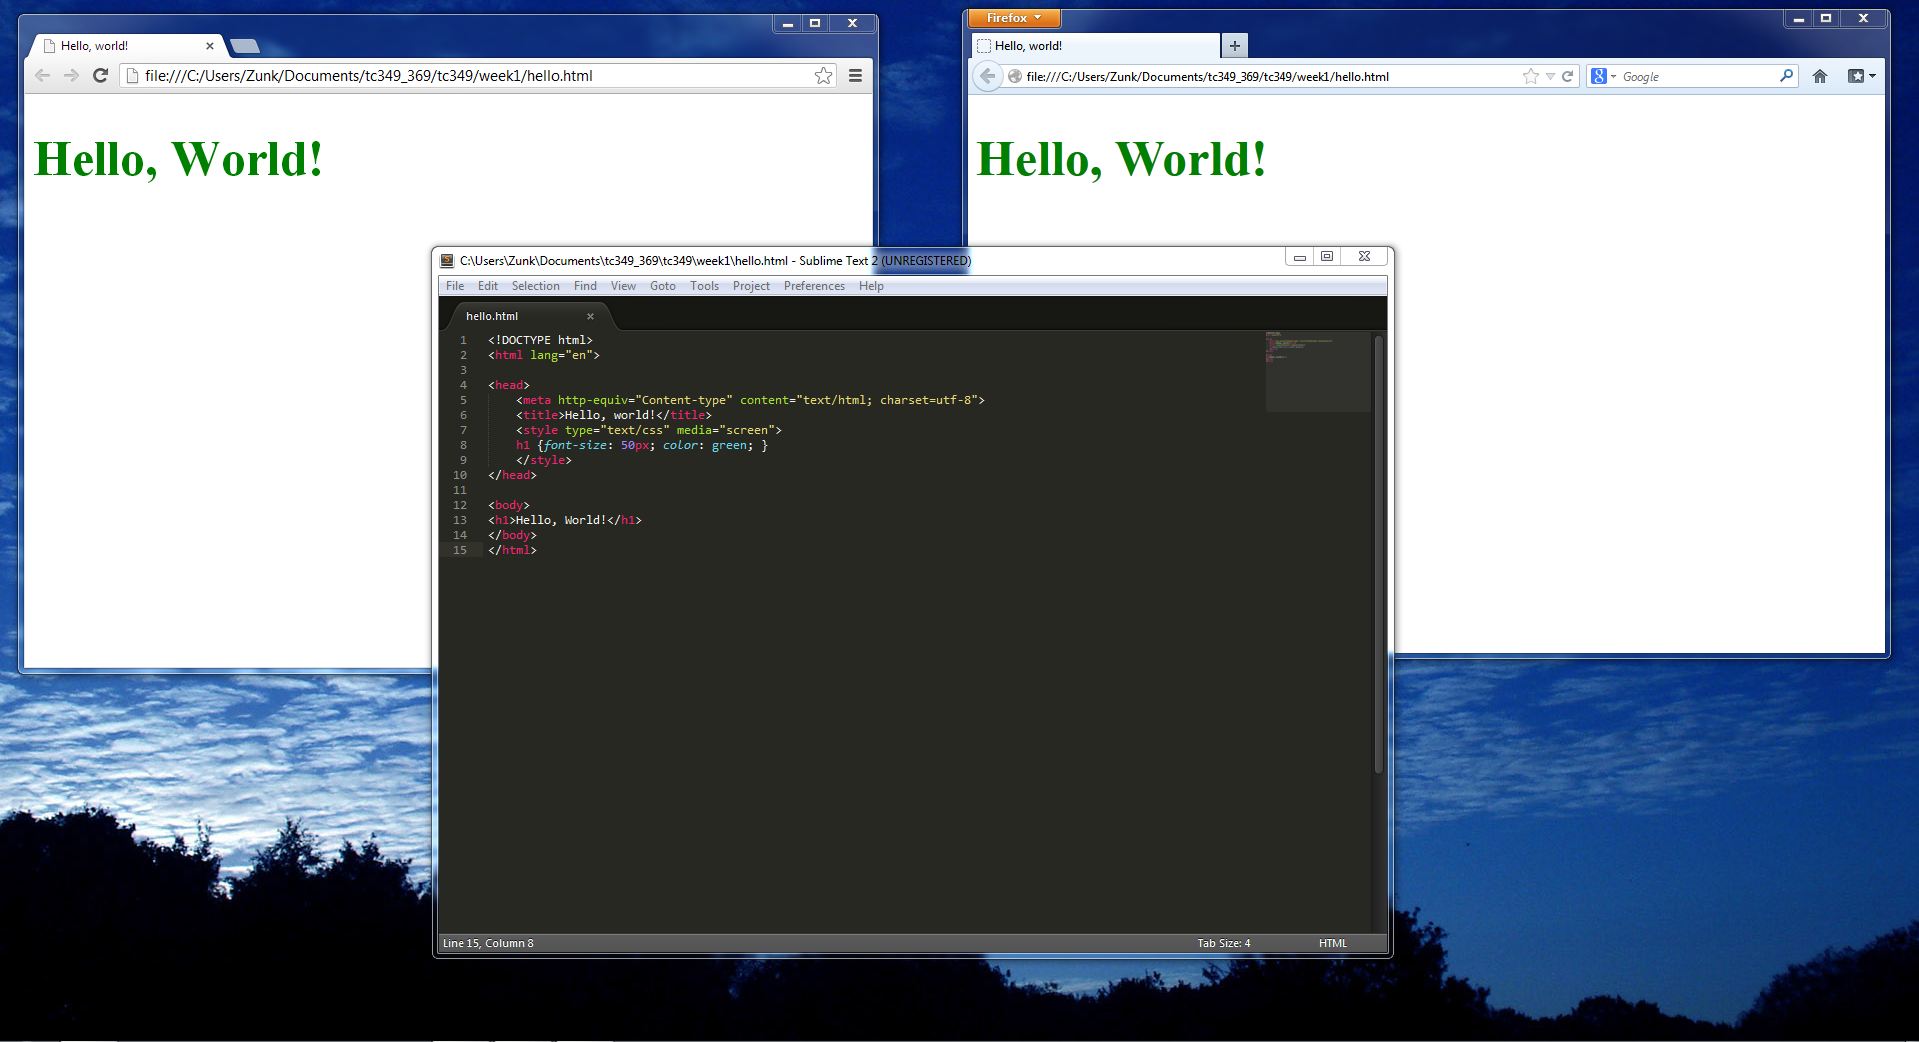 Hello, world!
file:///C:/Users/Zunk/Documents/tc349_369/tc349/week1/hello.html
Hello, World!
Firefox
Hello, world!
file:///C:/Users/Zunk/Documents/tc349_369/tc349/week1/hello.html
Google
Hello, World!
C:\Users\Zunk\Documents\tc349_369\tc349\week1\hello.html - Sublime Text 2 (UNREGISTERED)
File Edit Selection Find View Goto Tools Project Preferences Help
hello.html
1 <!DOCTYPE html>
2 <html lang="en">
3
4 <head>
5 <meta http-equiv="Content-type" content="text/html; charset=utf-8">
6 <title>Hello, world!</title>
7 <style type="text/css" media="screen">
8 h1 {font-size: 50px; color: green; }
9 </style>
10 </head>
11
12 <body>
13 <h1>Hello, World!</h1>
14 </body>
15 </html>
Line 15, Column 8 Tab Size: 4 HTML